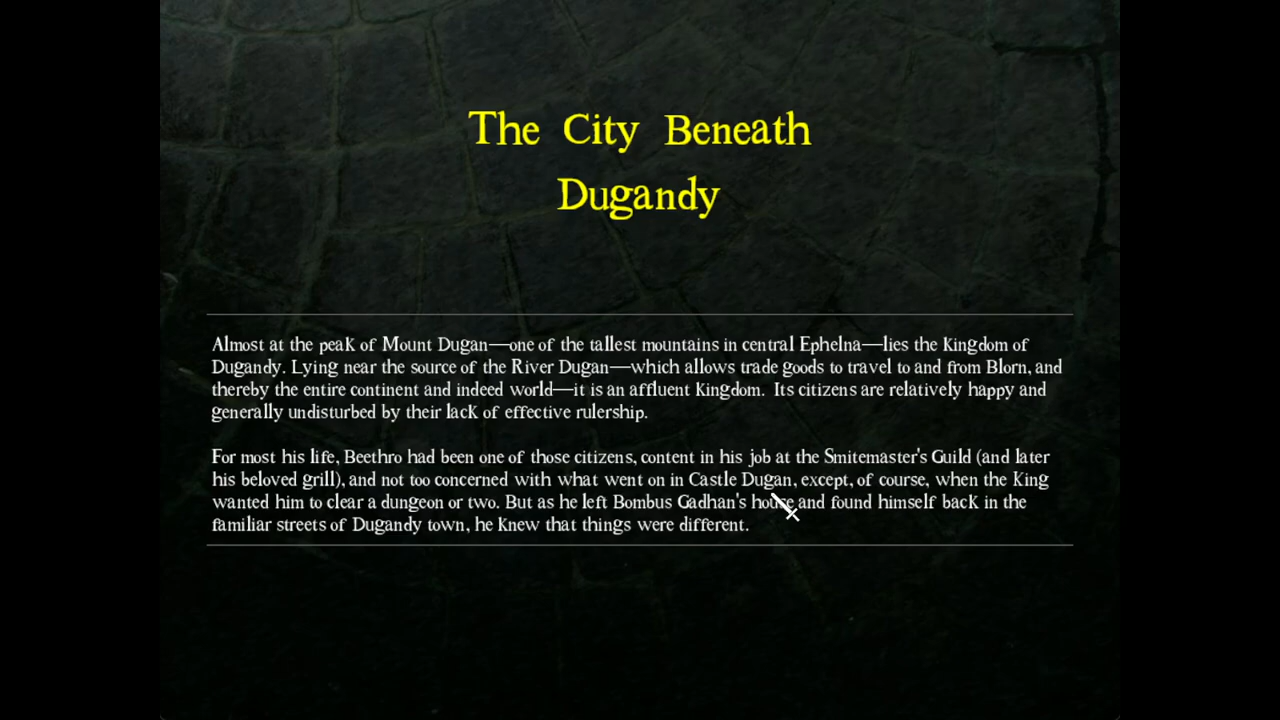 The City Beneath
Dugandy
Almost at the peak of Mount Dugan—one of the tallest mountains in central Ephelna—lies the Kingdom of
Dugandy. Lying near the source of the River Dugan—which allows trade goods to travel to and from Blorn, and
thereby the entire continent and indeed world—it is an affluent Kingdom. Its citizens are relatively happy and
generally undisturbed by their lack of effective rulership.
For most his life, Beethro had been one of those citizens, content in his job at the Smitemaster's Guild (and later
his beloved grill), and not too concerned with what went on in Castle Dugan, except, of course, when the King
wanted him to clear a dungeon or two. But as he left Bombus Gadhan's house and found himself back in the
familiar streets of Dugandy town, he knew that things were different.